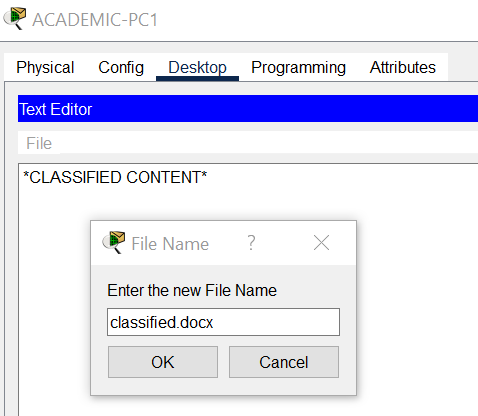 ACADEMIC-PC1
Physical Config Desktop Programming Attributes
Text Editor
File
*CLASSIFIED CONTENT*
File Name ?
Enter the new File Name
classified.docx
OK Cancel